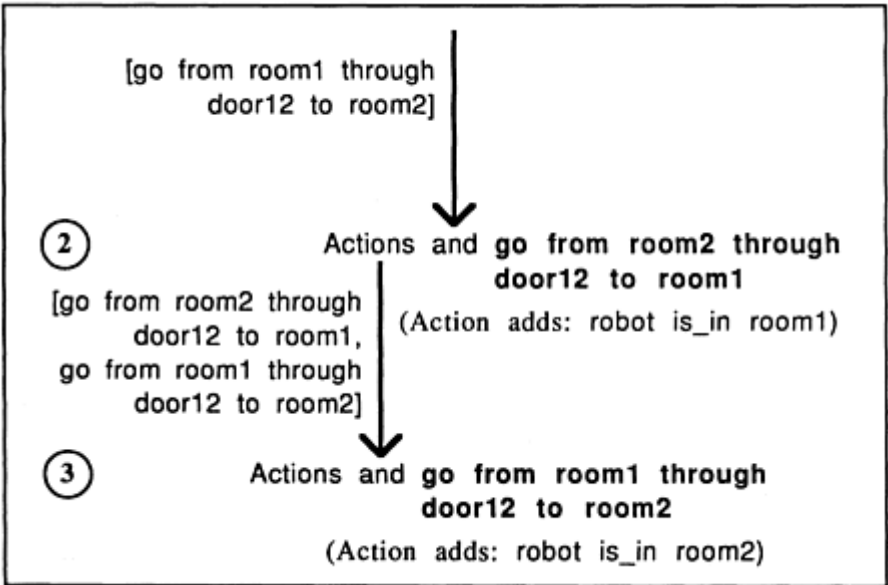 [go from room1 through
door12 to room2]
2
Actions and go from room2 through
door12 to room1
(Action adds: robot is_in room1)
[go from room2 through
door12 to room1,
go from room1 through
door12 to room2]
3
Actions and go from room1 through
door12 to room2
(Action adds: robot is_in room2)